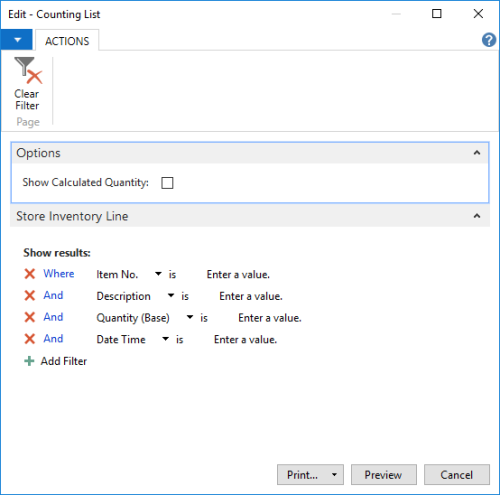 Edit - Counting List
ACTIONS
Clear
Filter
Page
Options
Show Calculated Quantity:
Store Inventory Line
Show results:
Where Item No. is Enter a value.
And Description is Enter a value.
And Quantity (Base) is Enter a value.
And Date Time is Enter a value.
Add Filter
Print... Preview Cancel